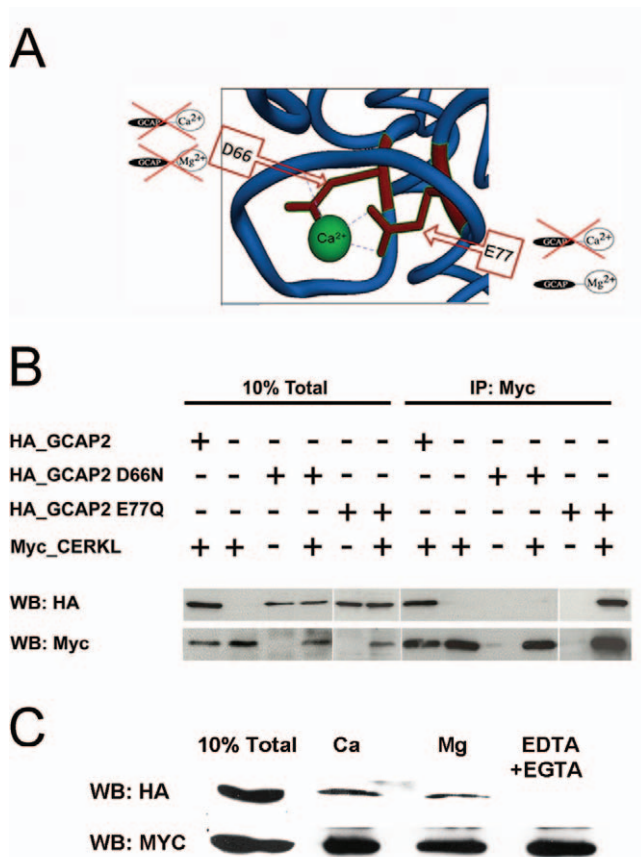 A
GCAP Ca2+
GCAP Mg2+
D66
Ca2+
E77
GCAP Ca2+
GCAP Mg2+
B
10% Total IP: Myc
HA_GCAP2 + - - - - - + - - - - -
HA_GCAP2 D66N - - + + - - - - + + - -
HA_GCAP2 E77Q - - - - + + - - - - + +
Myc_CERKL + + - + - + + + - + - +
WB: HA
WB: Myc
C
10% Total Ca Mg EDTA
+EGTA
WB: HA
WB: MYC